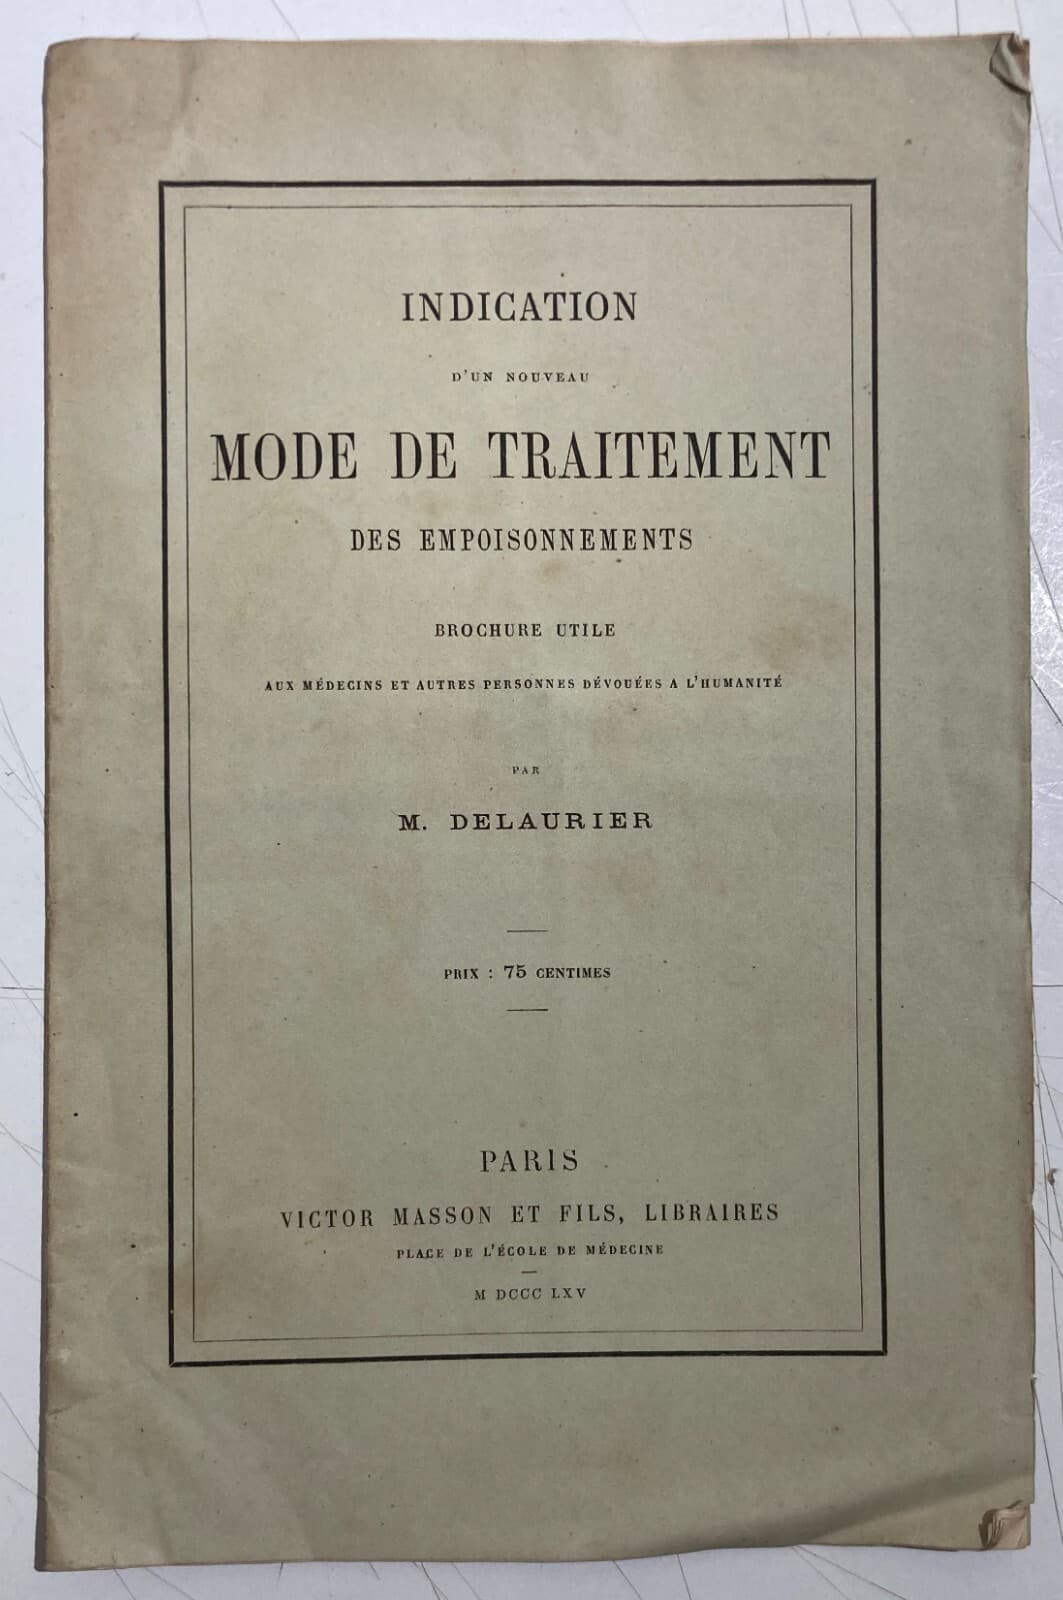 INDICATION
D'UN NOUVEAU
MODE DE TRAITEMENT
DES EMPOISONNEMENTS
BROCHURE UTILE
AUX MÉDECINS ET AUTRES PERSONNES DÉVOUÉES A L'HUMANITÉ
PAR
M. DELAURIER
PRIX : 75 CENTIMES
PARIS
VICTOR MASSON ET FILS, LIBRAIRES
PLACE DE L'ÉCOLE DE MÉDECINE
M DCCC LXV